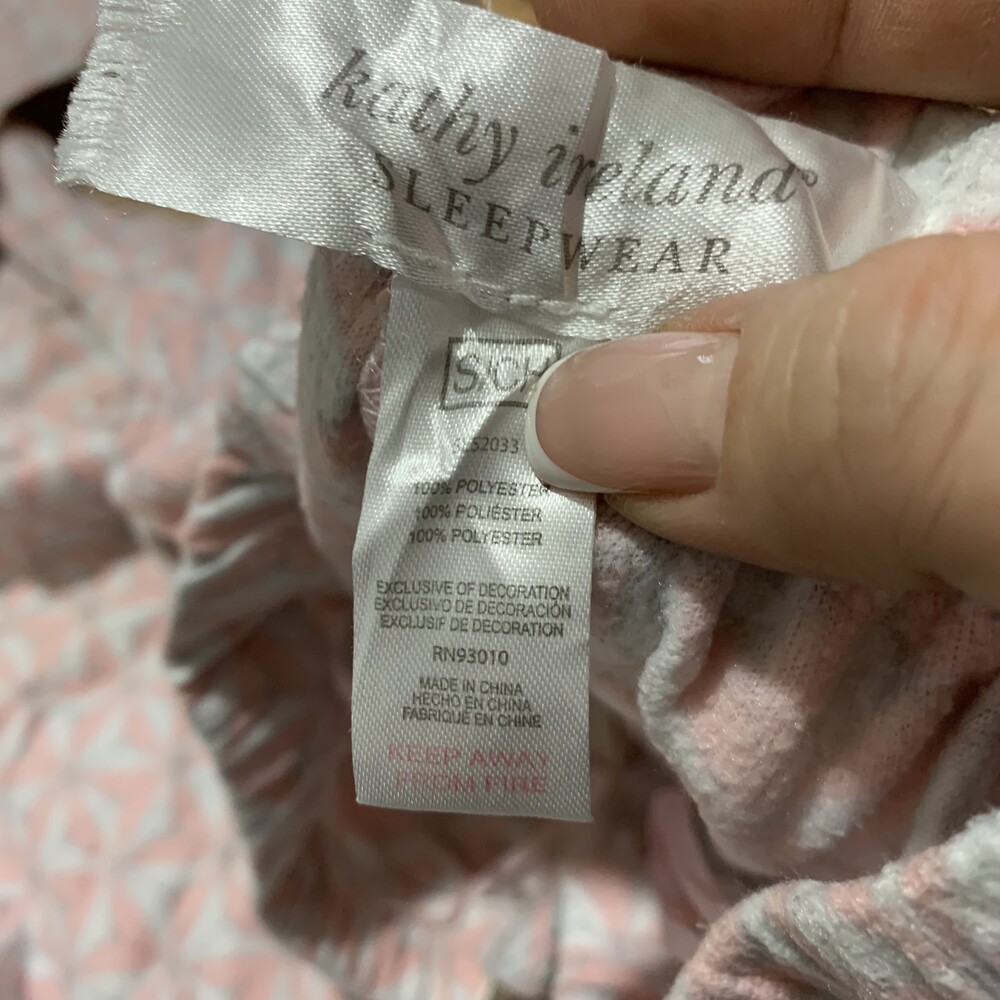 kathy ireland®
SLEEPWEAR
S/CH
100% POLYESTER
100% POLIÉSTER
100% POLYESTER
EXCLUSIVE OF DECORATION
EXCLUSIVO DE DECORACIÓN
EXCLUSIF DE DECORATION
RN93010
MADE IN CHINA
HECHO EN CHINA
FABRIQUÉ EN CHINE
KEEP AWAY
FROM FIRE